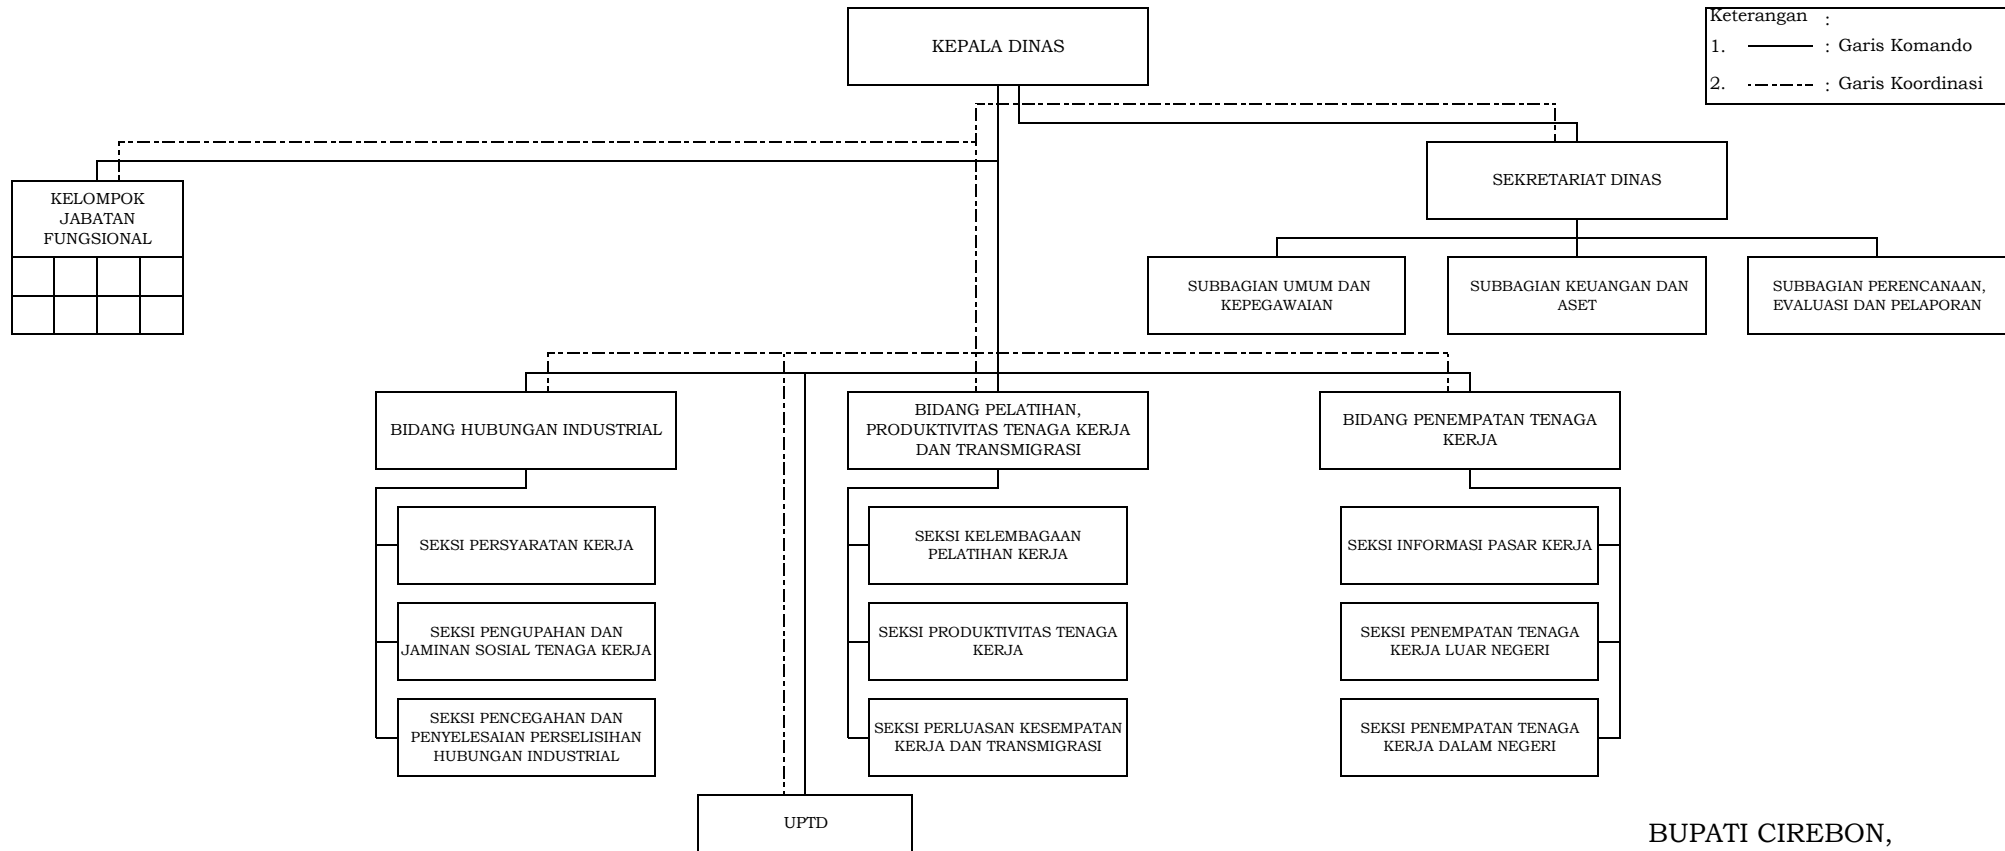 KEPALA DINAS
Keterangan :
1. : Garis Komando
2. : Garis Koordinasi
KELOMPOK
JABATAN
FUNGSIONAL
SEKRETARIAT DINAS
SUBBAGIAN UMUM DAN
KEPEGAWAIAN
SUBBAGIAN KEUANGAN DAN
ASET
SUBBAGIAN PERENCANAAN,
EVALUASI DAN PELAPORAN
BIDANG HUBUNGAN INDUSTRIAL
BIDANG PELATIHAN,
PRODUKTIVITAS TENAGA KERJA
DAN TRANSMIGRASI
BIDANG PENEMPATAN TENAGA
KERJA
SEKSI PERSYARATAN KERJA
SEKSI PENGUPAHAN DAN
JAMINAN SOSIAL TENAGA KERJA
SEKSI PENCEGAHAN DAN
PENYELESAIAN PERSELISIHAN
HUBUNGAN INDUSTRIAL
SEKSI KELEMBAGAAN
PELATIHAN KERJA
SEKSI PRODUKTIVITAS TENAGA
KERJA
SEKSI PERLUASAN KESEMPATAN
KERJA DAN TRANSMIGRASI
SEKSI INFORMASI PASAR KERJA
SEKSI PENEMPATAN TENAGA
KERJA LUAR NEGERI
SEKSI PENEMPATAN TENAGA
KERJA DALAM NEGERI
UPTD
BUPATI CIREBON,